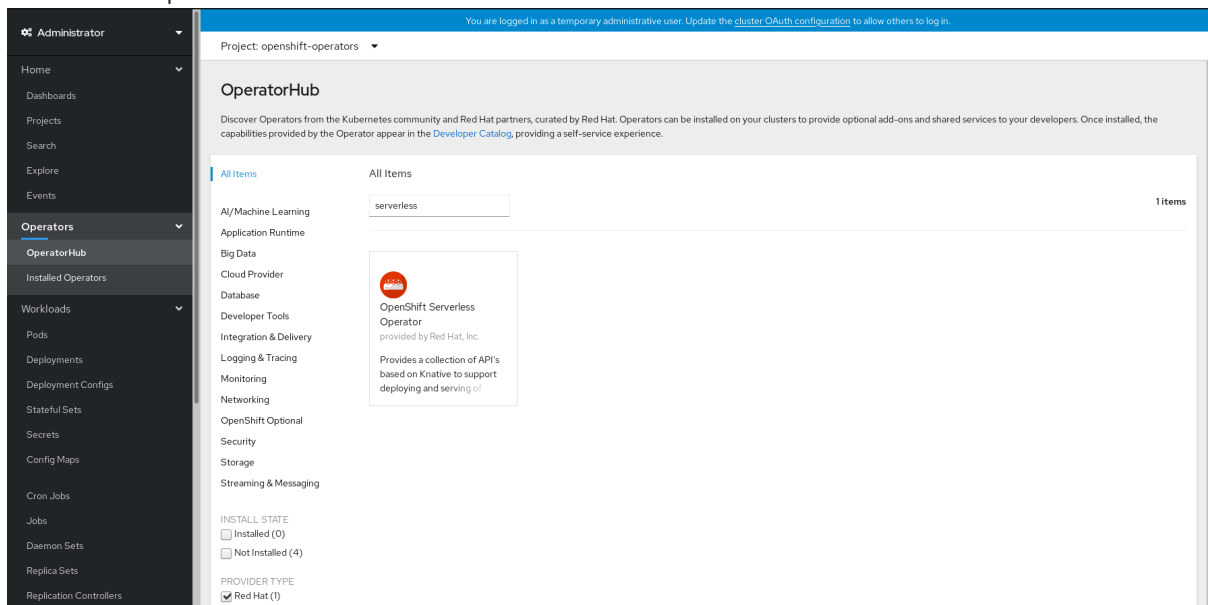 You are logged in as a temporary administrative user. Update the cluster OAuth configuration to allow others to log in.
Administrator
Project: openshift-operators
Home
Dashboards
Projects
Search
Explore
Events
Operators
OperatorHub
Installed Operators
Workloads
Pods
Deployments
Deployment Configs
Stateful Sets
Secrets
Config Maps
Cron Jobs
Jobs
Daemon Sets
Replica Sets
Replication Controllers
OperatorHub
Discover Operators from the Kubernetes community and Red Hat partners, curated by Red Hat. Operators can be installed on your clusters to provide optional add-ons and shared services to your developers. Once installed, the
capabilities provided by the Operator appear in the Developer Catalog, providing a self-service experience.
All Items
AI/Machine Learning
Application Runtime
Big Data
Cloud Provider
Database
Developer Tools
Integration & Delivery
Logging & Tracing
Monitoring
Networking
OpenShift Optional
Security
Storage
Streaming & Messaging
INSTALL STATE
Installed (0)
Not Installed (4)
PROVIDER TYPE
Red Hat (1)
All Items
serverless
1 items
OpenShift Serverless
Operator
provided by Red Hat, Inc.
Provides a collection of API's
based on Knative to support
deploying and serving of